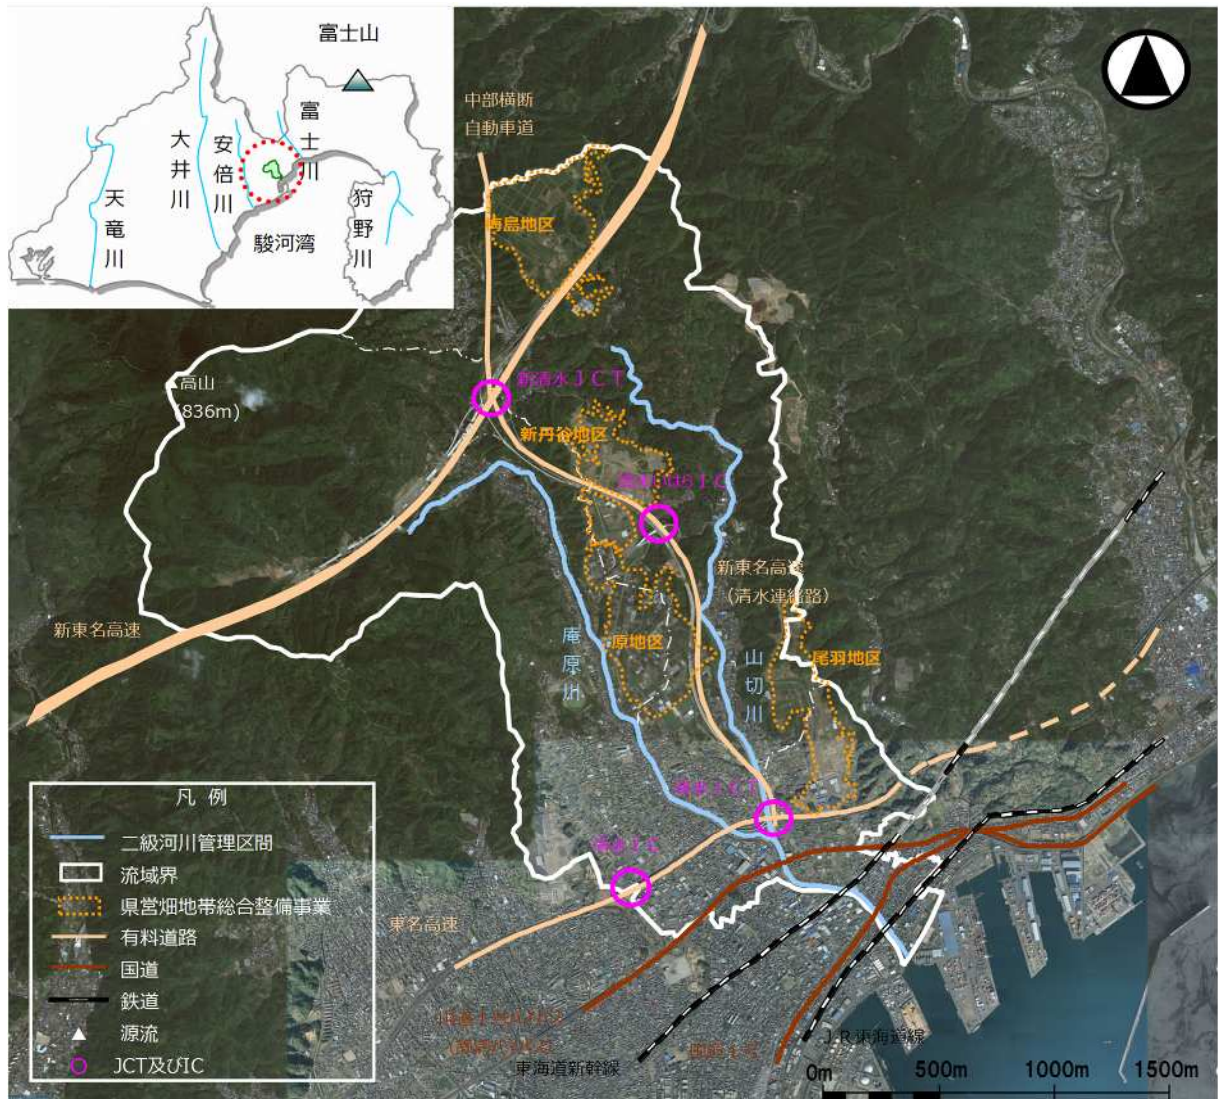 富士山
富士川
大井川
安倍川
天竜川
狩野川
駿河湾
中部横断
自動車道
地区
高山
(836m)
新清水ＪＣＴ
新丹谷地区
新東名高速
(清水連絡路)
新東名高速
庵原川
原地区
山切川
尾羽地区
清水ＪＣＴ
清水ＩＣ
東名高速
凡 例
二級河川管理区間
流域界
県営畑地帯総合整備事業
有料道路
国道
鉄道
源流
JCT及びIC
東海道新幹線
ＪＲ東海道線
0m
500m
1000m
1500m